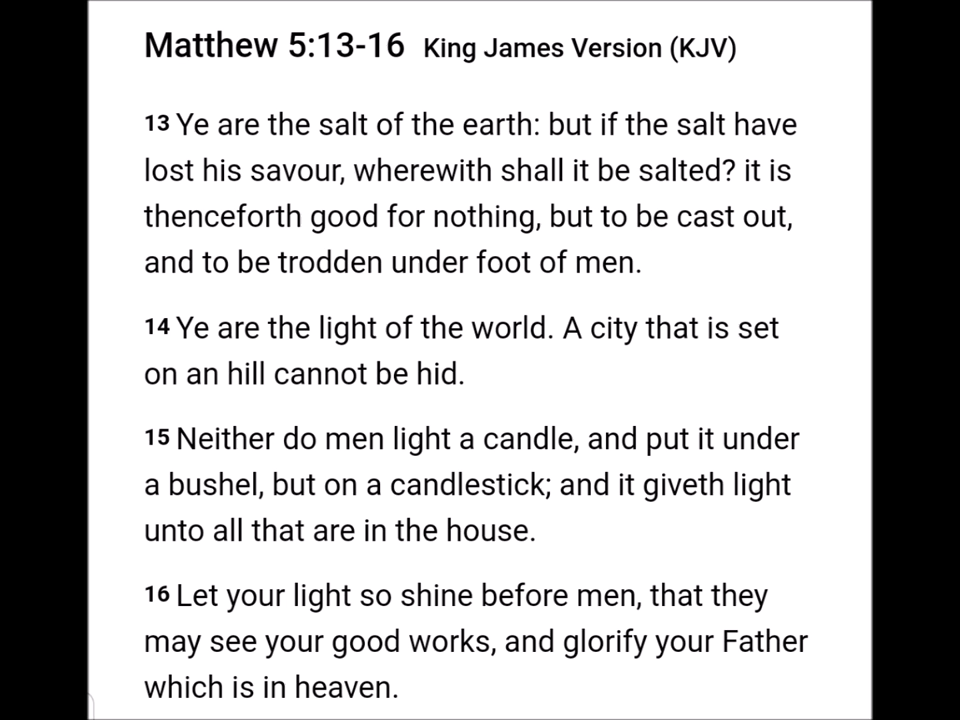 Matthew 5:13-16 King James Version (KJV)
13 Ye are the salt of the earth: but if the salt have
lost his savour, wherewith shall it be salted? it is
thenceforth good for nothing, but to be cast out,
and to be trodden under foot of men.
14 Ye are the light of the world. A city that is set
on an hill cannot be hid.
15 Neither do men light a candle, and put it under
a bushel, but on a candlestick; and it giveth light
unto all that are in the house.
16 Let your light so shine before men, that they
may see your good works, and glorify your Father
which is in heaven.